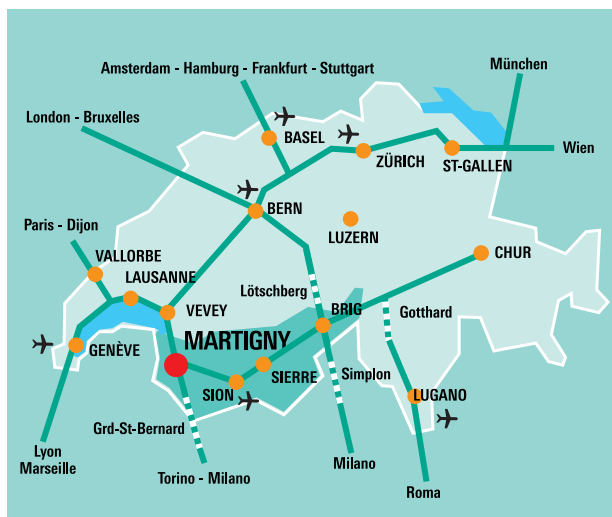 München
Amsterdam - Hamburg - Frankfurt - Stuttgart
London - Bruxelles
BASEL
ZÜRICH
ST-GALLEN
Wien
BERN
LUZERN
Paris - Dijon
VALLORBE
LAUSANNE
CHUR
Lötschberg
VEVEY
BRIG
Gotthard
MARTIGNY
GENÈVE
SIERRE
Simplon
SION
LUGANO
Grd-St-Bernard
Lyon
Marseille
Torino - Milano
Milano
Roma